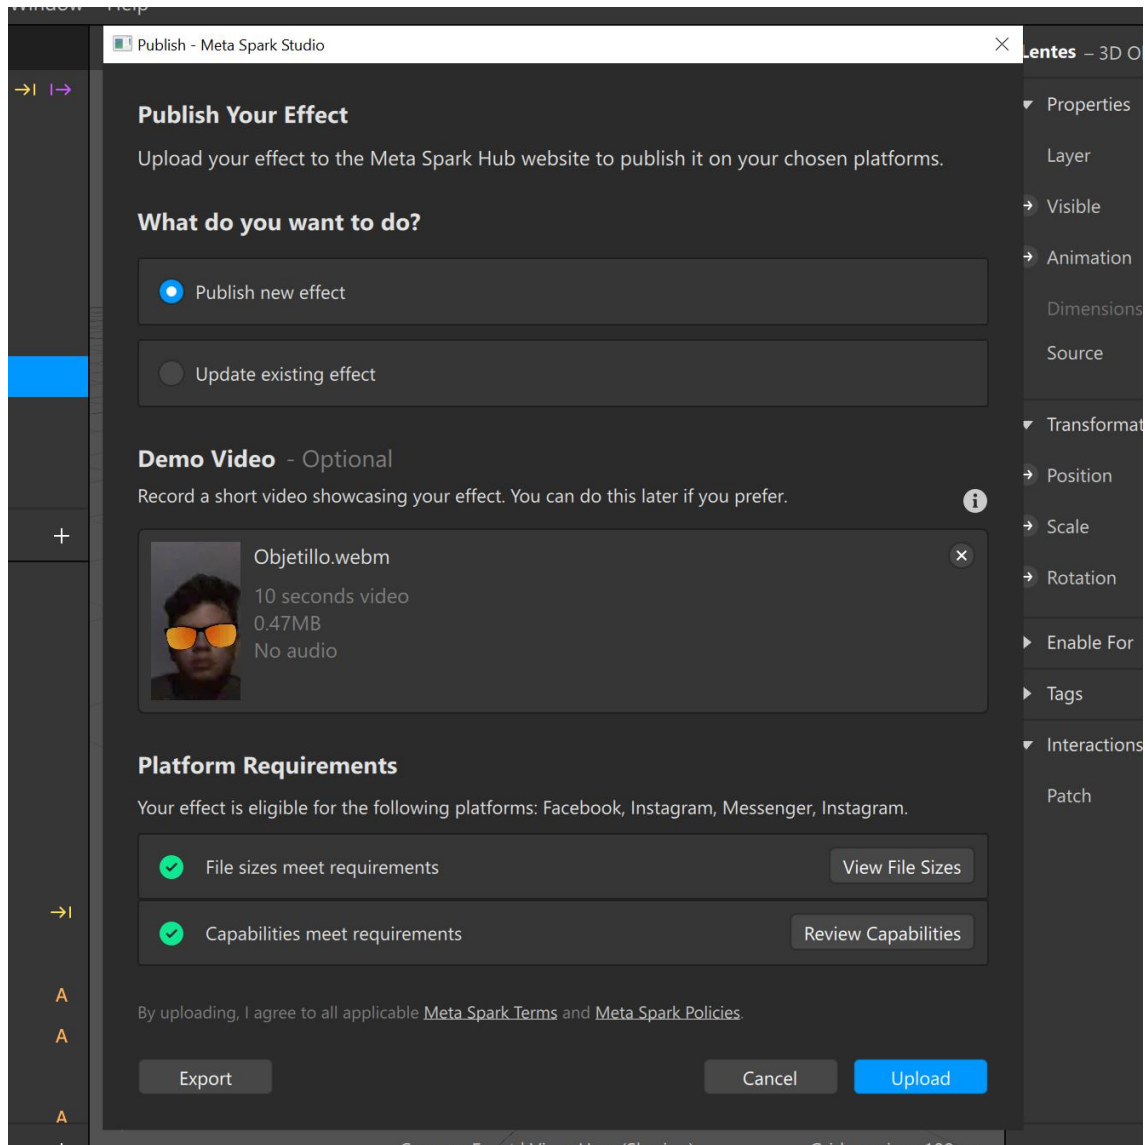 Window Help
Publish - Meta Spark Studio
Publish Your Effect
Upload your effect to the Meta Spark Hub website to publish it on your chosen platforms.
What do you want to do?
Publish new effect
Update existing effect
Demo Video - Optional
Record a short video showcasing your effect. You can do this later if you prefer.
Objetillo.webm
10 seconds video
0.47MB
No audio
Platform Requirements
Your effect is eligible for the following platforms: Facebook, Instagram, Messenger, Instagram.
File sizes meet requirements
View File Sizes
Capabilities meet requirements
Review Capabilities
By uploading, I agree to all applicable Meta Spark Terms and Meta Spark Policies.
Export
Cancel
Upload
A
A
A
Lentes – 3D O
Properties
Layer
Visible
Animation
Dimensions
Source
Transformat
Position
Scale
Rotation
Enable For
Tags
Interactions
Patch